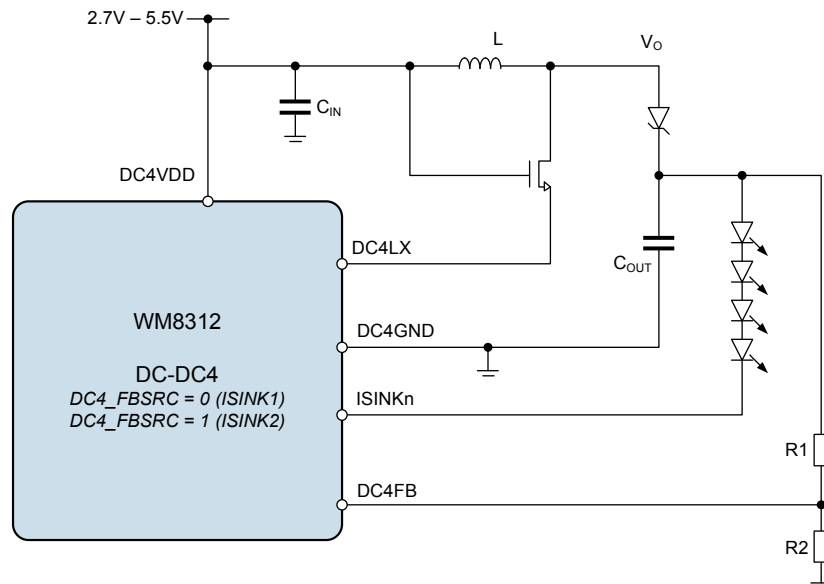 2.7V – 5.5V
L
VO
CIN
DC4VDD
DC4LX
COUT
WM8312
DC4GND
DC-DC4
DC4_FBSRC = 0 (ISINK1)
ISINKn
DC4_FBSRC = 1 (ISINK2)
R1
DC4FB
R2